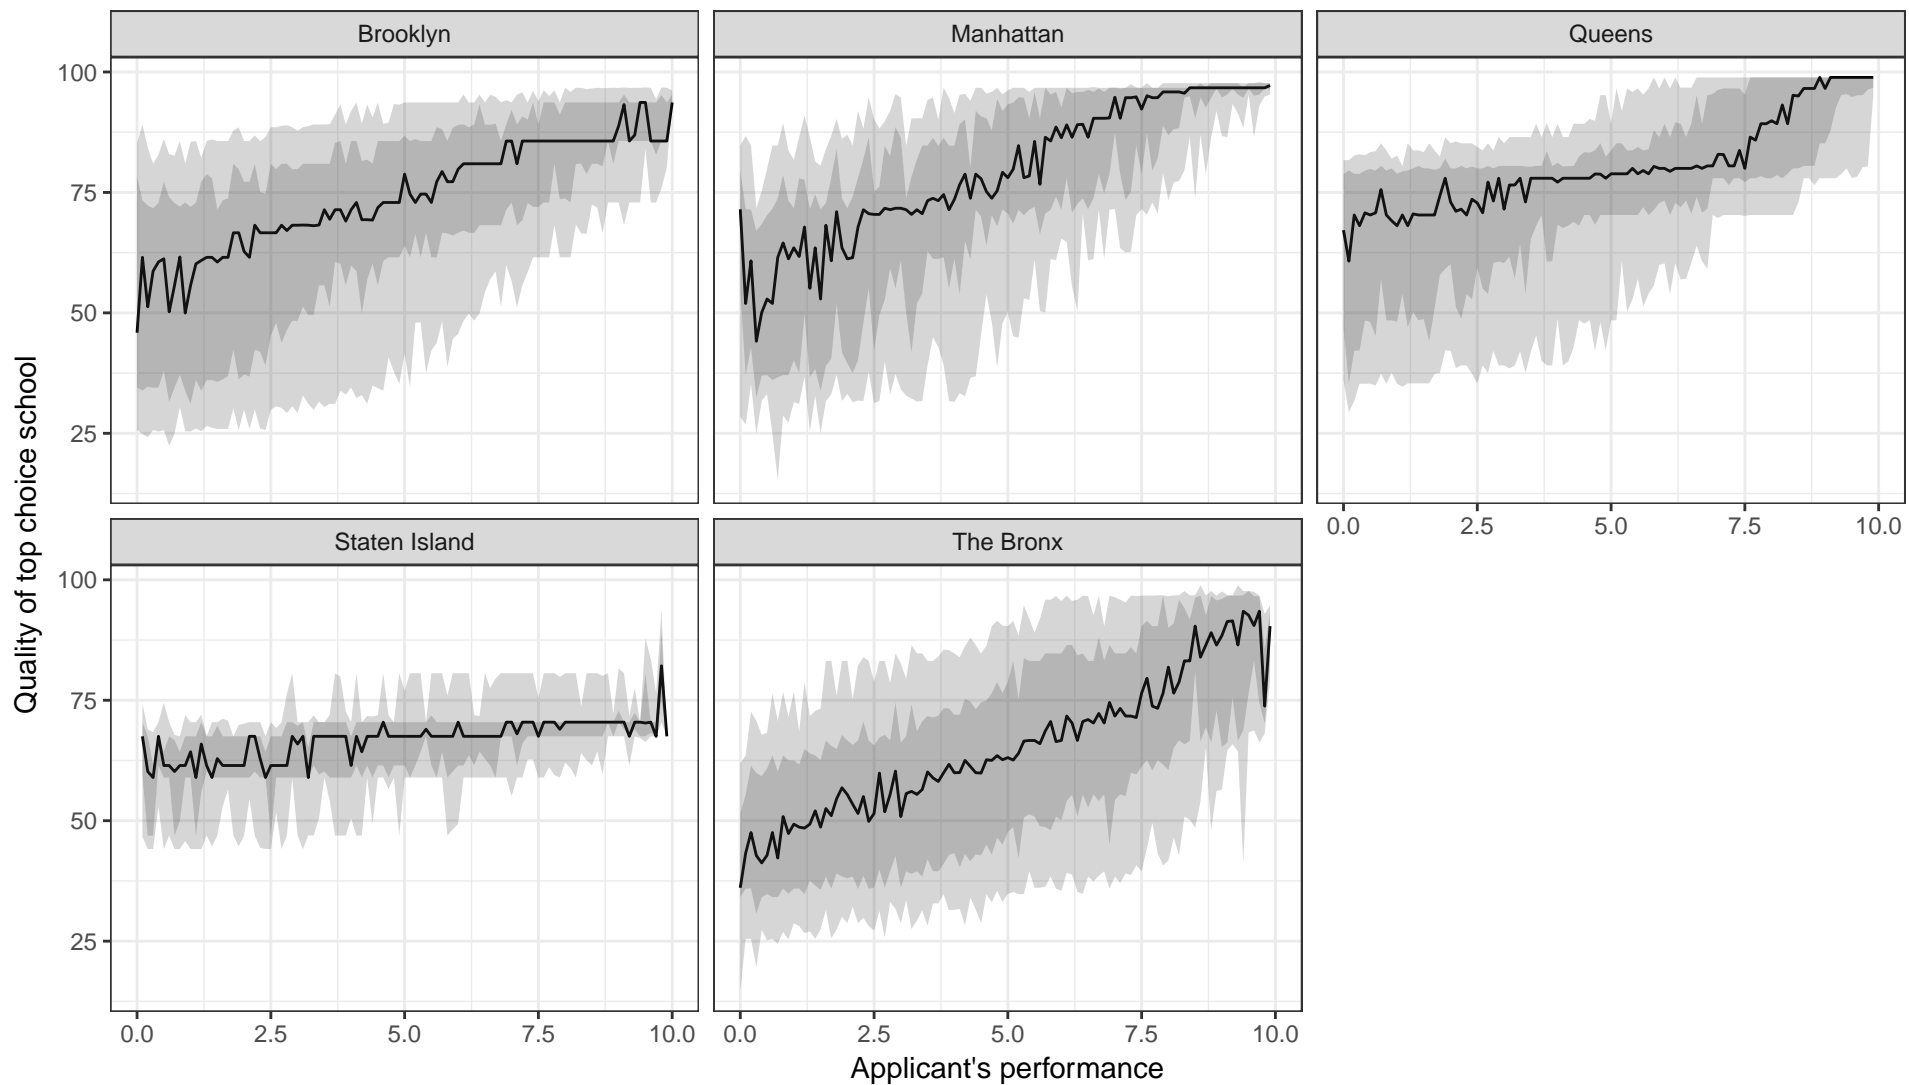 Brooklyn
Manhattan
Queens
100
75
50
25
0.0 2.5 5.0 7.5 10.0
Staten Island
The Bronx
100
75
50
25
0.0 2.5 5.0 7.5 10.0
0.0 2.5 5.0 7.5 10.0
Quality of top choice school
Applicant's performance